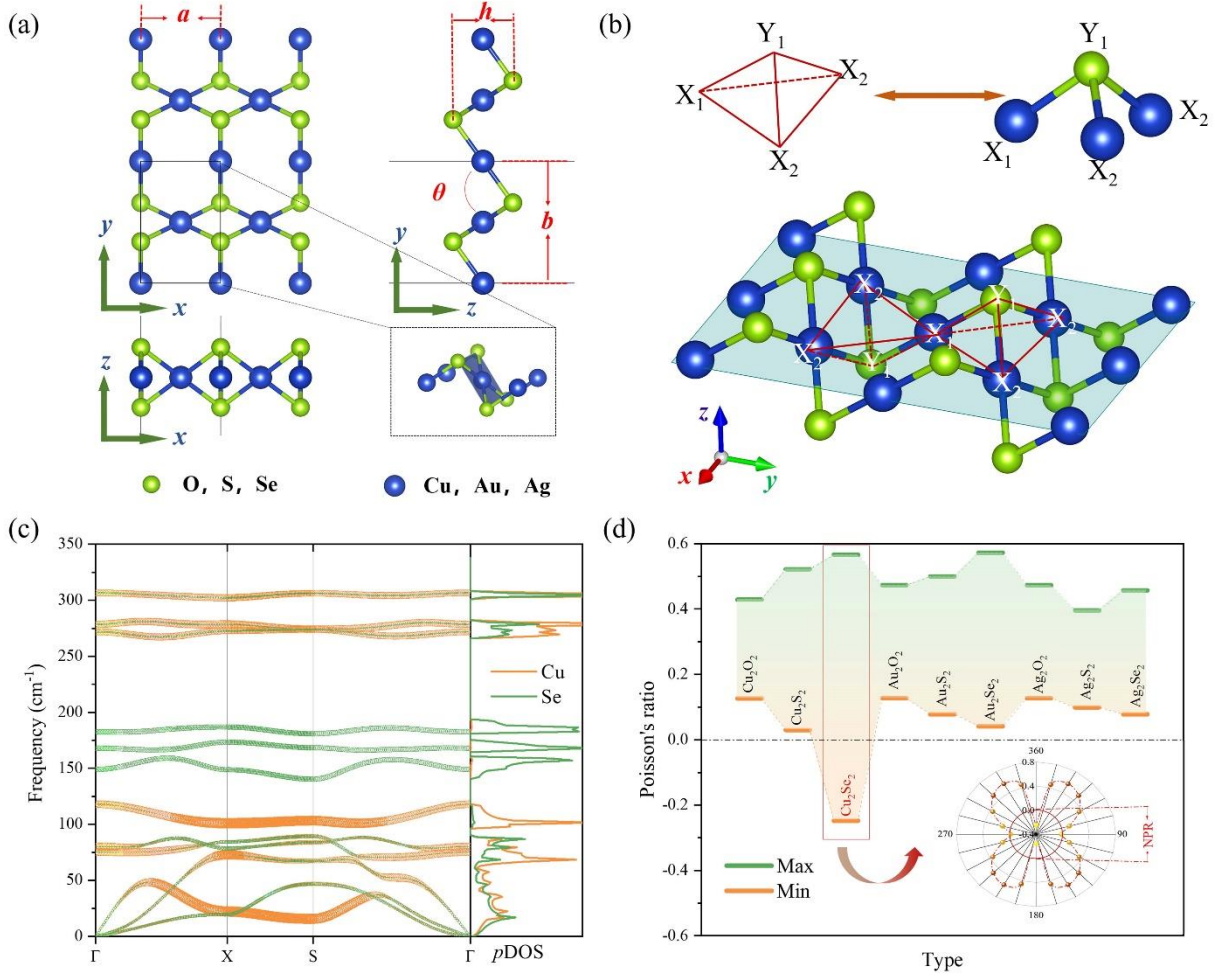 (a)
a
h
θ
b
y
x
y
z
z
x
O, S, Se
Cu, Au, Ag
(b)
Y₁
X₁
X₂
X₂
Y₁
X₁
X₂
X₂
X₂
Y₁
X₁
X₂
X₂
Y₁
X₂
z
x
y
(c)
350
300
250
200
150
100
50
0
Frequency (cm⁻¹)
Cu
Se
Γ
X
S
Γ
pDOS
(d)
0.6
0.4
0.2
0.0
-0.2
-0.4
-0.6
Poisson's ratio
Cu₂O₂
Cu₂S₂
Cu₂Se₂
Au₂O₂
Au₂S₂
Au₂Se₂
Ag₂O₂
Ag₂S₂
Ag₂Se₂
Max
Min
360
0.8
0.4
0.0
270
90
180
NPR
Type